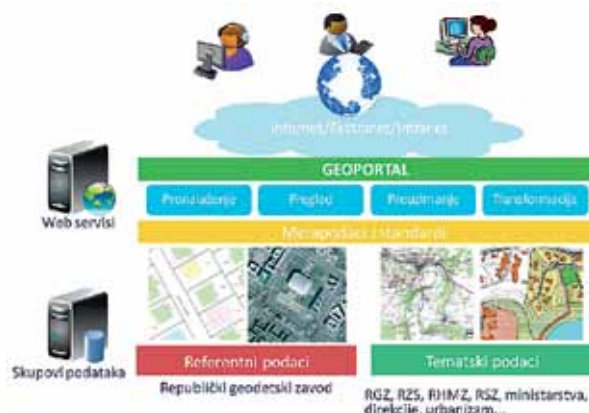 Internet/Ekstranet/Intranet
GEOPORTAL
Pronalaženje
Pregled
Preuzimanje
Transformacija
Web servisi
Metapodaci i standardi
Referentni podaci
Tematski podaci
Skupovi podataka
Republički geodetski zavod
RGZ, RZS, RHMZ, RSZ, ministarstva,
direkcije, urbanizam...